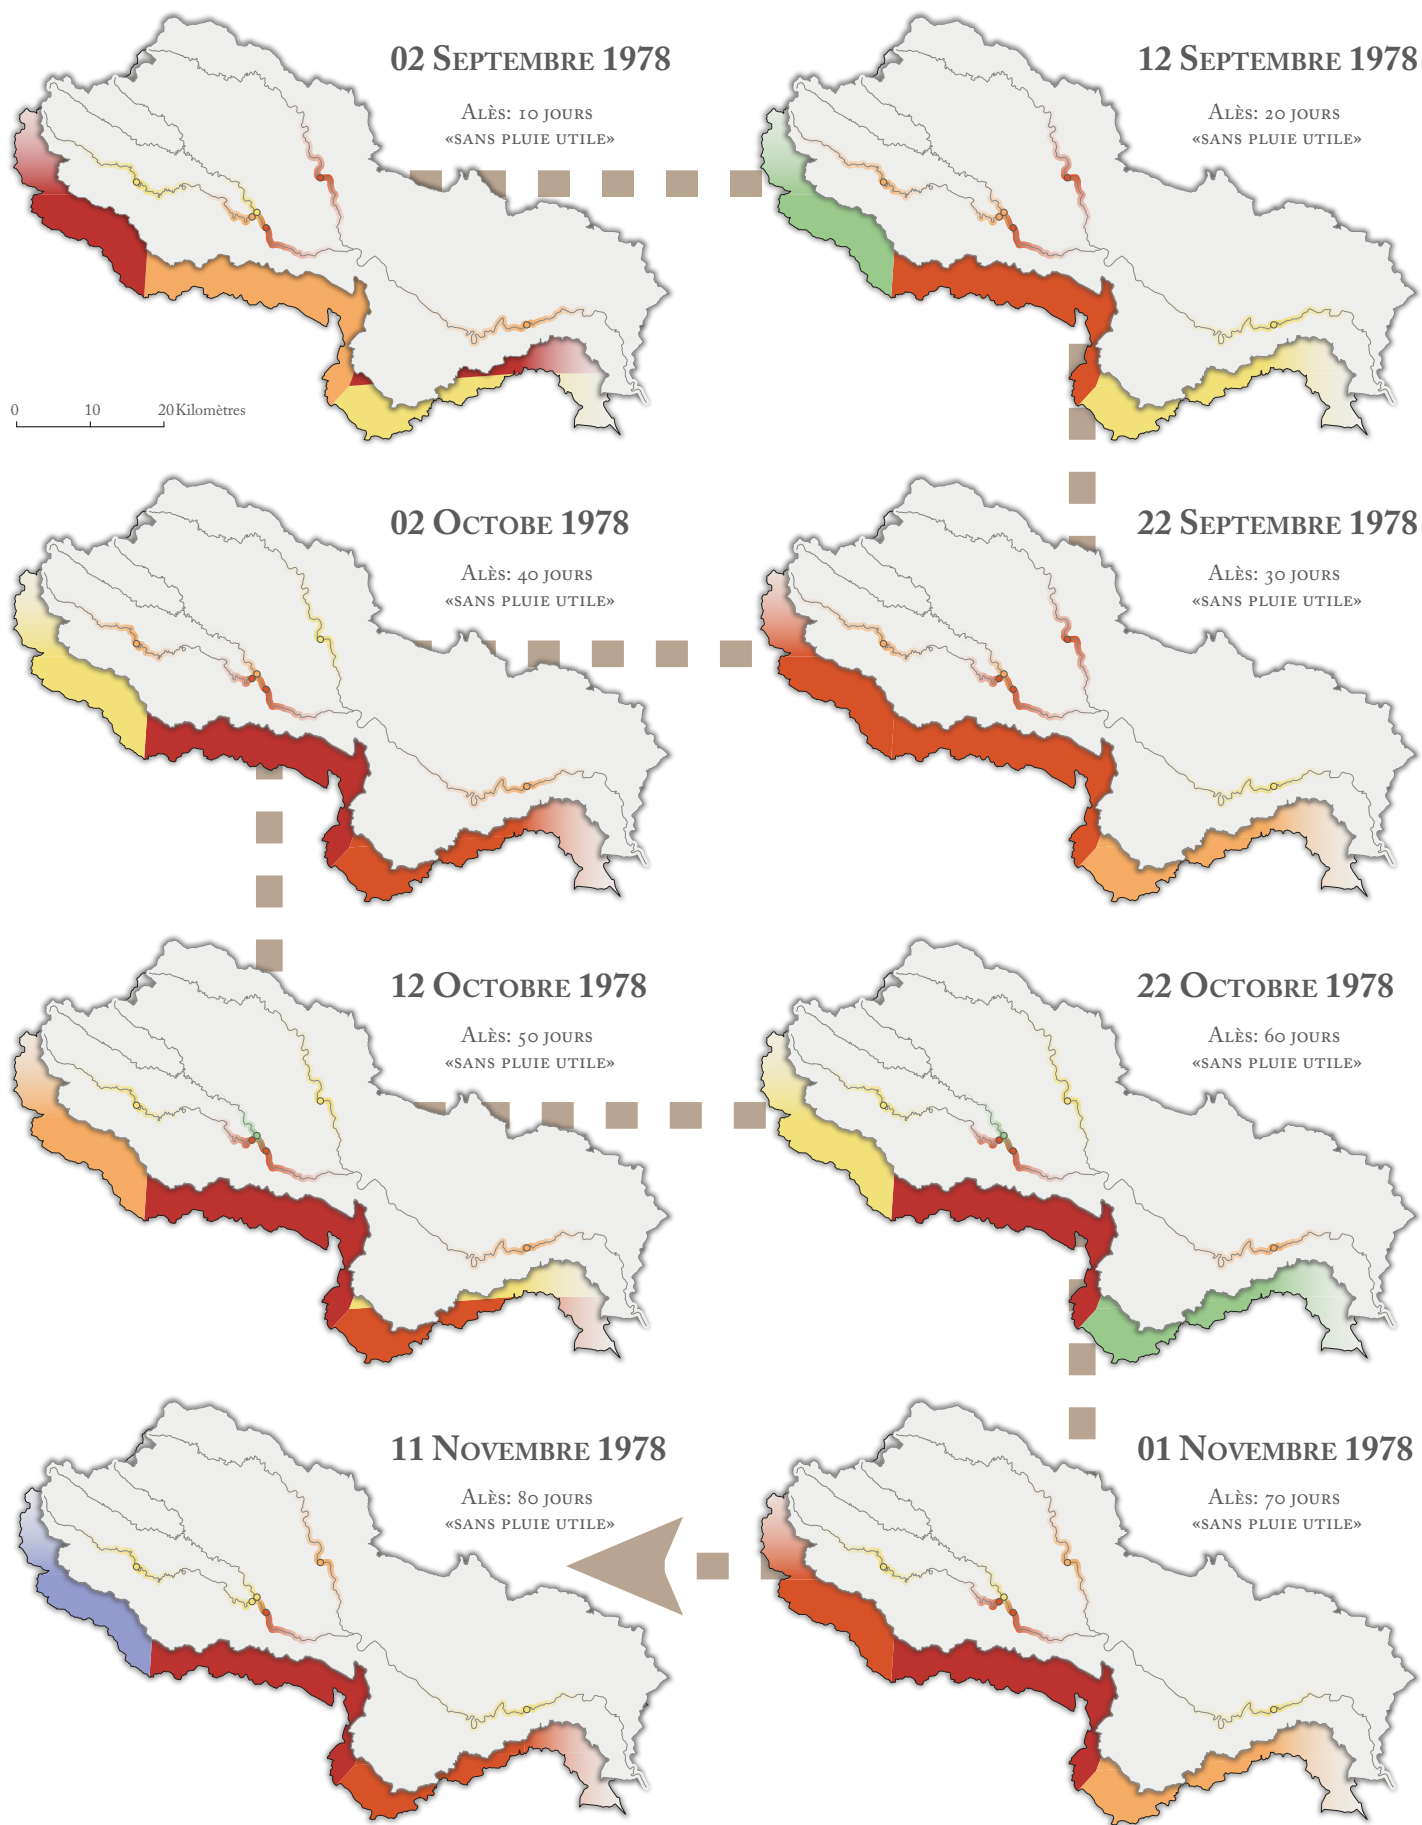 02 Septembre 1978
Alès: 10 jours
«sans pluie utile»
12 Septembre 1978
Alès: 20 jours
«sans pluie utile»
0 10 20 Kilomètres
02 Octobe 1978
Alès: 40 jours
«sans pluie utile»
22 Septembre 1978
Alès: 30 jours
«sans pluie utile»
12 Octobre 1978
Alès: 50 jours
«sans pluie utile»
22 Octobre 1978
Alès: 60 jours
«sans pluie utile»
11 Novembre 1978
Alès: 80 jours
«sans pluie utile»
01 Novembre 1978
Alès: 70 jours
«sans pluie utile»